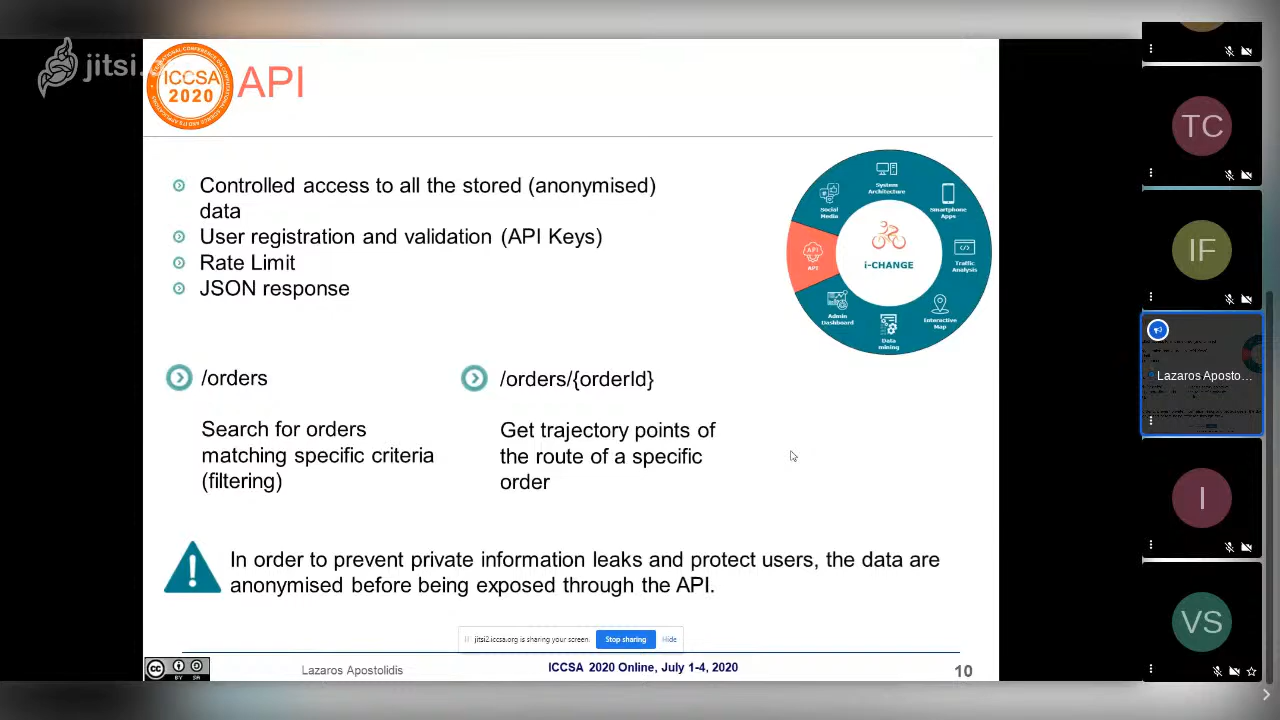 jitsi.
ICCSA
2020
API
Controlled access to all the stored (anonymised)
data
User registration and validation (API Keys)
Rate Limit
JSON response
System
Architecture
Smartphone
Apps
Traffic
Analysis
Interactive
Map
Data
mining
Admin
Dashboard
API
API
Social
Media
i-CHANGE
/orders
Search for orders
matching specific criteria
(filtering)
/orders/{orderId}
Get trajectory points of
the route of a specific
order
In order to prevent private information leaks and protect users, the data are
anonymised before being exposed through the API.
jitsi2.iccsa.org is sharing your screen.
Stop sharing
Hide
CC
BY
SA
Lazaros Apostolidis
ICCSA 2020 Online, July 1-4, 2020
10
TC
IF
Lazaros Aposto...
I
VS